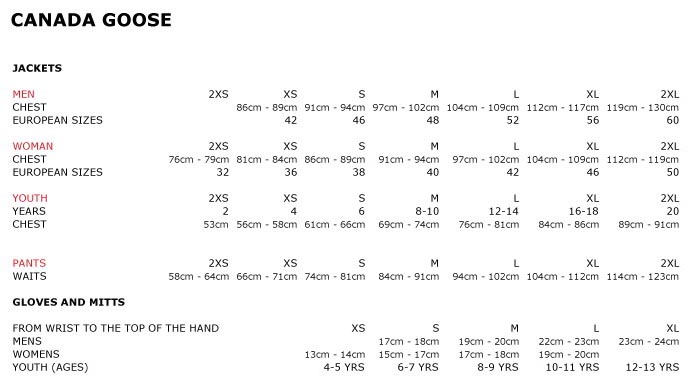 CANADA GOOSE
JACKETS
MEN 2XS XS S M L XL 2XL
CHEST 86cm - 89cm 91cm - 94cm 97cm - 102cm 104cm - 109cm 112cm - 117cm 119cm - 130cm
EUROPEAN SIZES 42 46 48 52 56 60
WOMAN 2XS XS S M L XL 2XL
CHEST 76cm - 79cm 81cm - 84cm 86cm - 89cm 91cm - 94cm 97cm - 102cm 104cm - 109cm 112cm - 119cm
EUROPEAN SIZES 32 36 38 40 42 46 50
YOUTH 2XS XS S M L XL 2XL
YEARS 2 4 6 8-10 12-14 16-18 20
CHEST 53cm 56cm - 58cm 61cm - 66cm 69cm - 74cm 76cm - 81cm 84cm - 86cm 89cm - 91cm
PANTS 2XS XS S M L XL 2XL
WAITS 58cm - 64cm 66cm - 71cm 74cm - 81cm 84cm - 91cm 94cm - 102cm 104cm - 112cm 114cm - 123cm
GLOVES AND MITTS
FROM WRIST TO THE TOP OF THE HAND XS S M L XL
MENS 17cm - 18cm 19cm - 20cm 22cm - 23cm 23cm - 24cm
WOMENS 13cm - 14cm 15cm - 17cm 17cm - 18cm 19cm - 20cm
YOUTH (AGES) 4-5 YRS 6-7 YRS 8-9 YRS 10-11 YRS 12-13 YRS